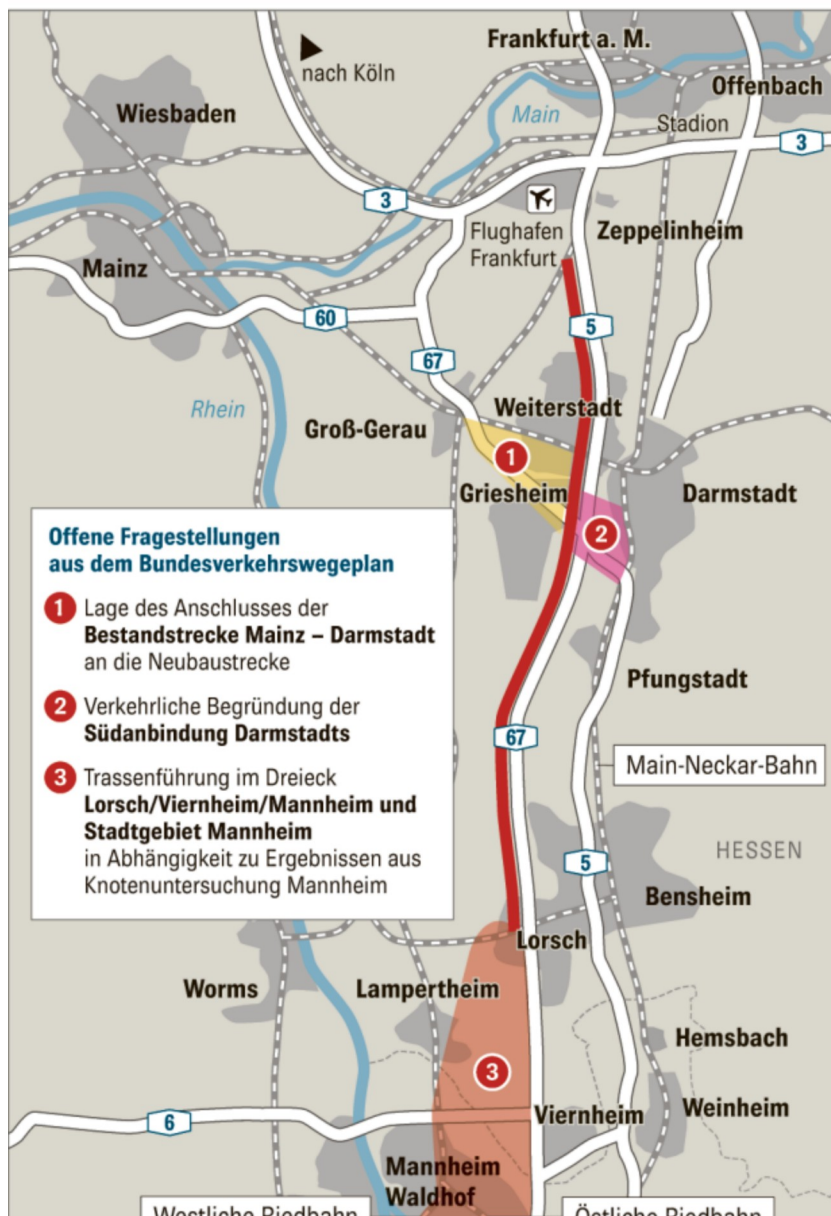 Frankfurt a. M.
nach Köln
Offenbach
Wiesbaden
Main
Stadion
3
3
Flughafen
Frankfurt
Zeppelinheim
Mainz
60
5
67
Rhein
Weiterstadt
Groß-Gerau
1
Griesheim
Darmstadt
2
Offene Fragestellungen
aus dem Bundesverkehrswegeplan
1 Lage des Anschlusses der
Bestandstrecke Mainz – Darmstadt
an die Neubaustrecke
2 Verkehrliche Begründung der
Südanbindung Darmstadts
3 Trassenführung im Dreieck
Lorsch/Viernheim/Mannheim und
Stadtgebiet Mannheim
in Abhängigkeit zu Ergebnissen aus
Knotenuntersuchung Mannheim
Pfungstadt
67
Main-Neckar-Bahn
HESSEN
5
Bensheim
Lorsch
Worms
Lampertheim
Hemsbach
3
6
Viernheim
Weinheim
Mannheim
Waldhof
Westliche Riedbahn
Östliche Riedbahn